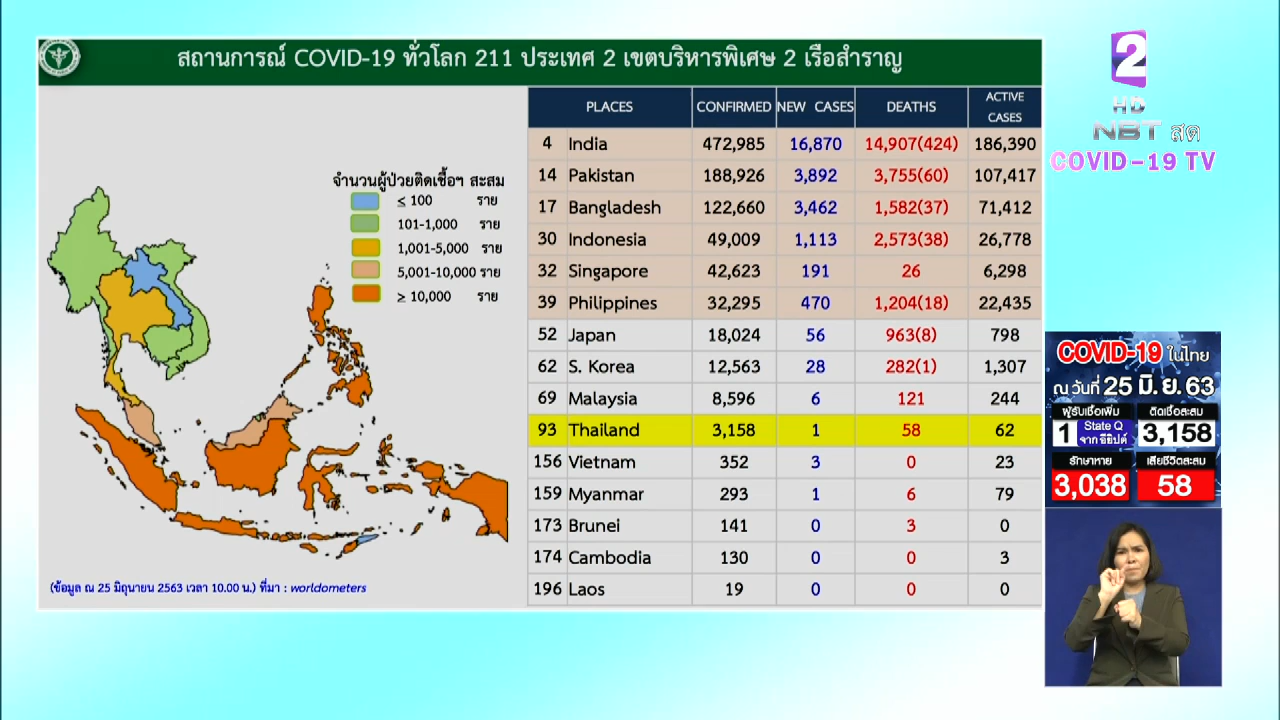 สถานการณ์ COVID-19 ทั่วโลก 211 ประเทศ 2 เขตบริหารพิเศษ 2 เรือสำราญ
จำนวนผู้ป่วยติดเชื้อฯ สะสม
≤ 100 ราย
101-1,000 ราย
1,001-5,000 ราย
5,001-10,000 ราย
≥ 10,000 ราย
(ข้อมูล ณ 25 มิถุนายน 2563 เวลา 10.00 น.) ที่มา : worldometers
PLACES CONFIRMED NEW CASES DEATHS ACTIVE CASES
4 India 472,985 16,870 14,907(424) 186,390
14 Pakistan 188,926 3,892 3,755(60) 107,417
17 Bangladesh 122,660 3,462 1,582(37) 71,412
30 Indonesia 49,009 1,113 2,573(38) 26,778
32 Singapore 42,623 191 26 6,298
39 Philippines 32,295 470 1,204(18) 22,435
52 Japan 18,024 56 963(8) 798
62 S. Korea 12,563 28 282(1) 1,307
69 Malaysia 8,596 6 121 244
93 Thailand 3,158 1 58 62
156 Vietnam 352 3 0 23
159 Myanmar 293 1 6 79
173 Brunei 141 0 3 0
174 Cambodia 130 0 0 3
196 Laos 19 0 0 0
2
HD
NBT สด
COVID-19 TV
COVID-19 ในไทย
ณ วันที่ 25 มิ.ย. 63
ผู้รับเชื้อเพิ่ม ติดเชื้อสะสม
1 State Q จากอียิปต์ 3,158
รักษาหาย เสียชีวิตสะสม
3,038 58